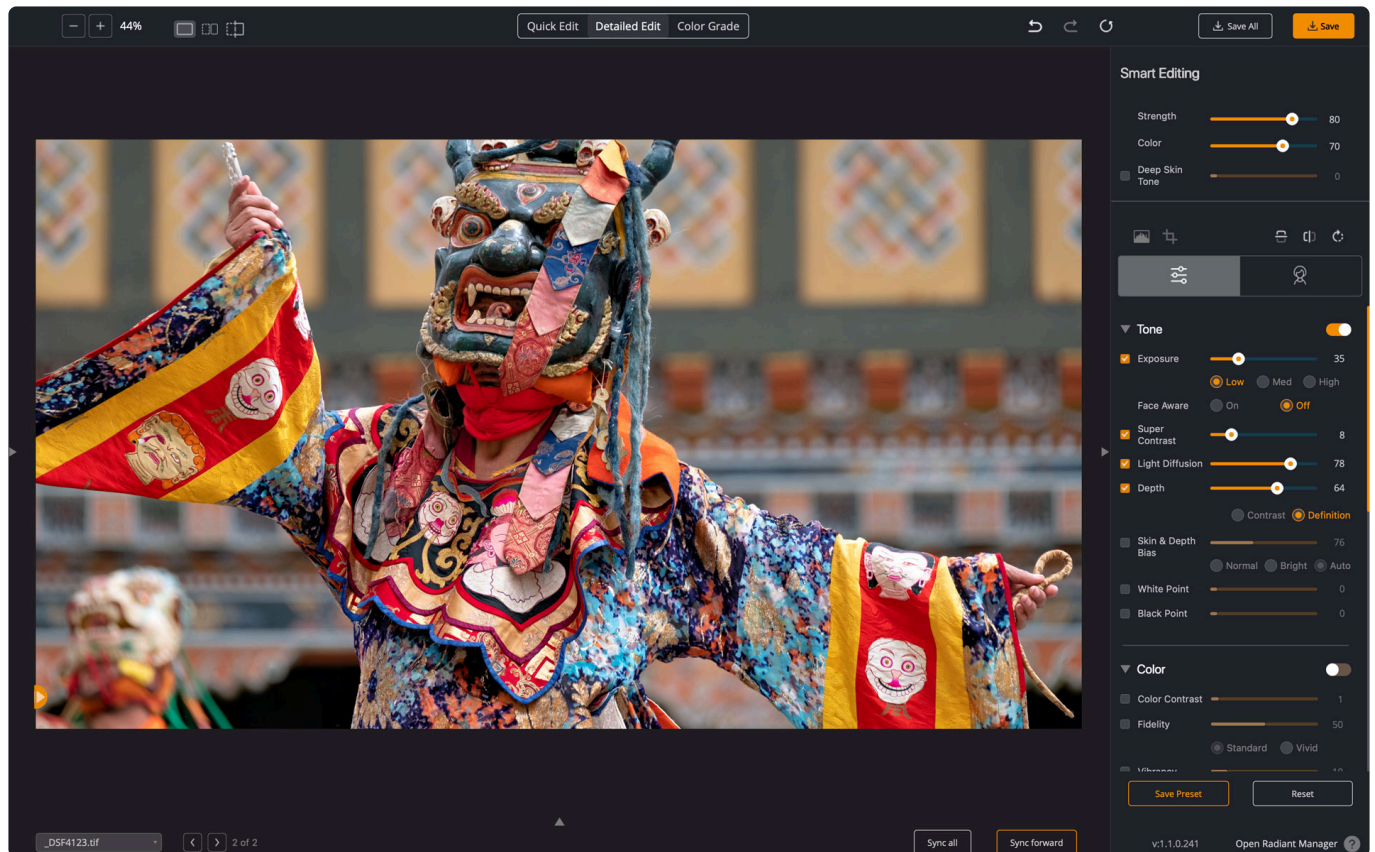 44%
Quick Edit Detailed Edit Color Grade
Save All
Save
Smart Editing
Strength 80
Color 70
Deep Skin
Tone 0
Tone
Exposure 35
Low Med High
Face Aware On Off
Super
Contrast 8
Light Diffusion 78
Depth 64
Contrast Definition
Skin & Depth
Bias 76
Normal Bright Auto
White Point 0
Black Point 0
Color
Color Contrast 1
Fidelity 50
Standard Vivid
Vibrancy 10
Save Preset Reset
_DSF4123.tif 2 of 2 Sync all Sync forward
v:1.1.0.241 Open Radiant Manager ?